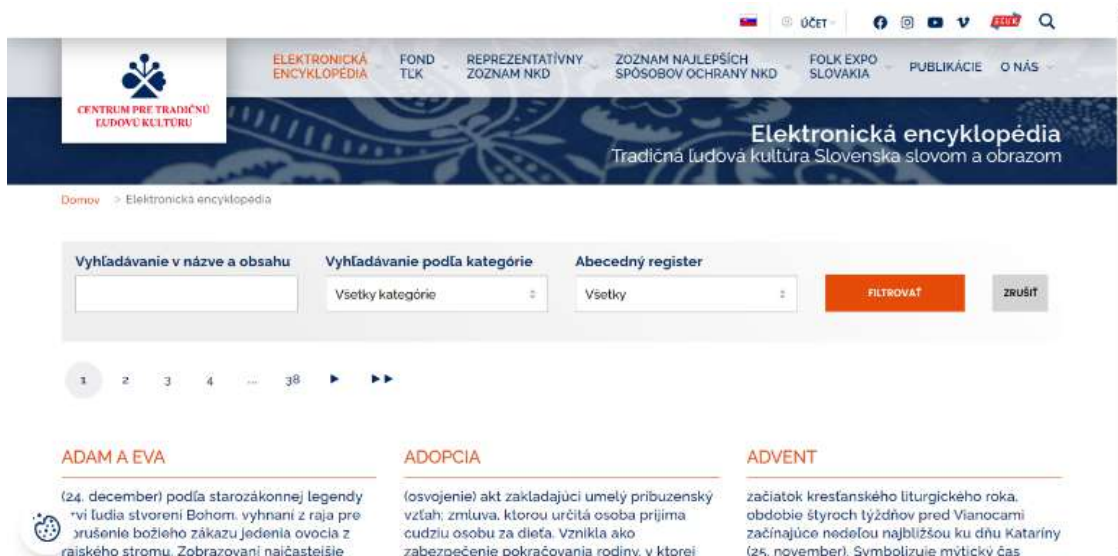 ÚČET
CENTRUM PRE TRADIČNÚ
ĽUDOVÚ KULTÚRU
ELEKTRONICKÁ
ENCYKLOPÉDIA
FOND
TĽK
REPREZENTATÍVNY
ZOZNAM NKD
ZOZNAM NAJLEPŠÍCH
SPÔSOBOV OCHRANY NKD
FOLK EXPO
SLOVAKIA
PUBLIKÁCIE
O NÁS
Elektronická encyklopédia
Tradičná ľudová kultúra Slovenska slovom a obrazom
Domov > Elektronická encyklopédia
Vyhľadávanie v názve a obsahu
Vyhľadávanie podľa kategórie
Všetky kategórie
Abecedný register
Všetky
FILTROVAŤ
ZRUŠIŤ
1 2 3 4 ... 38
ADAM A EVA
(24. december) podľa starozákonnej legendy
ľudia stvorení Bohom, vyhnaní z raja pre
božieho zákazu jedenia ovocia z
rajského stromu. Zobrazovaní najčastejšie
ADOPCIA
(osvojenie) akt zakladajúci umelý príbuzenský
vzťah; zmluva, ktorou určitá osoba prijíma
cudziu osobu za dieťa. Vznikla ako
zabezpečenie pokračovania rodiny, v ktorej
ADVENT
začiatok kresťanského liturgického roka,
obdobie štyroch týždňov pred Vianocami
začínajúce nedeľou najbližšou ku dňu Kataríny
(25. november). Symbolizuje mýtický čas